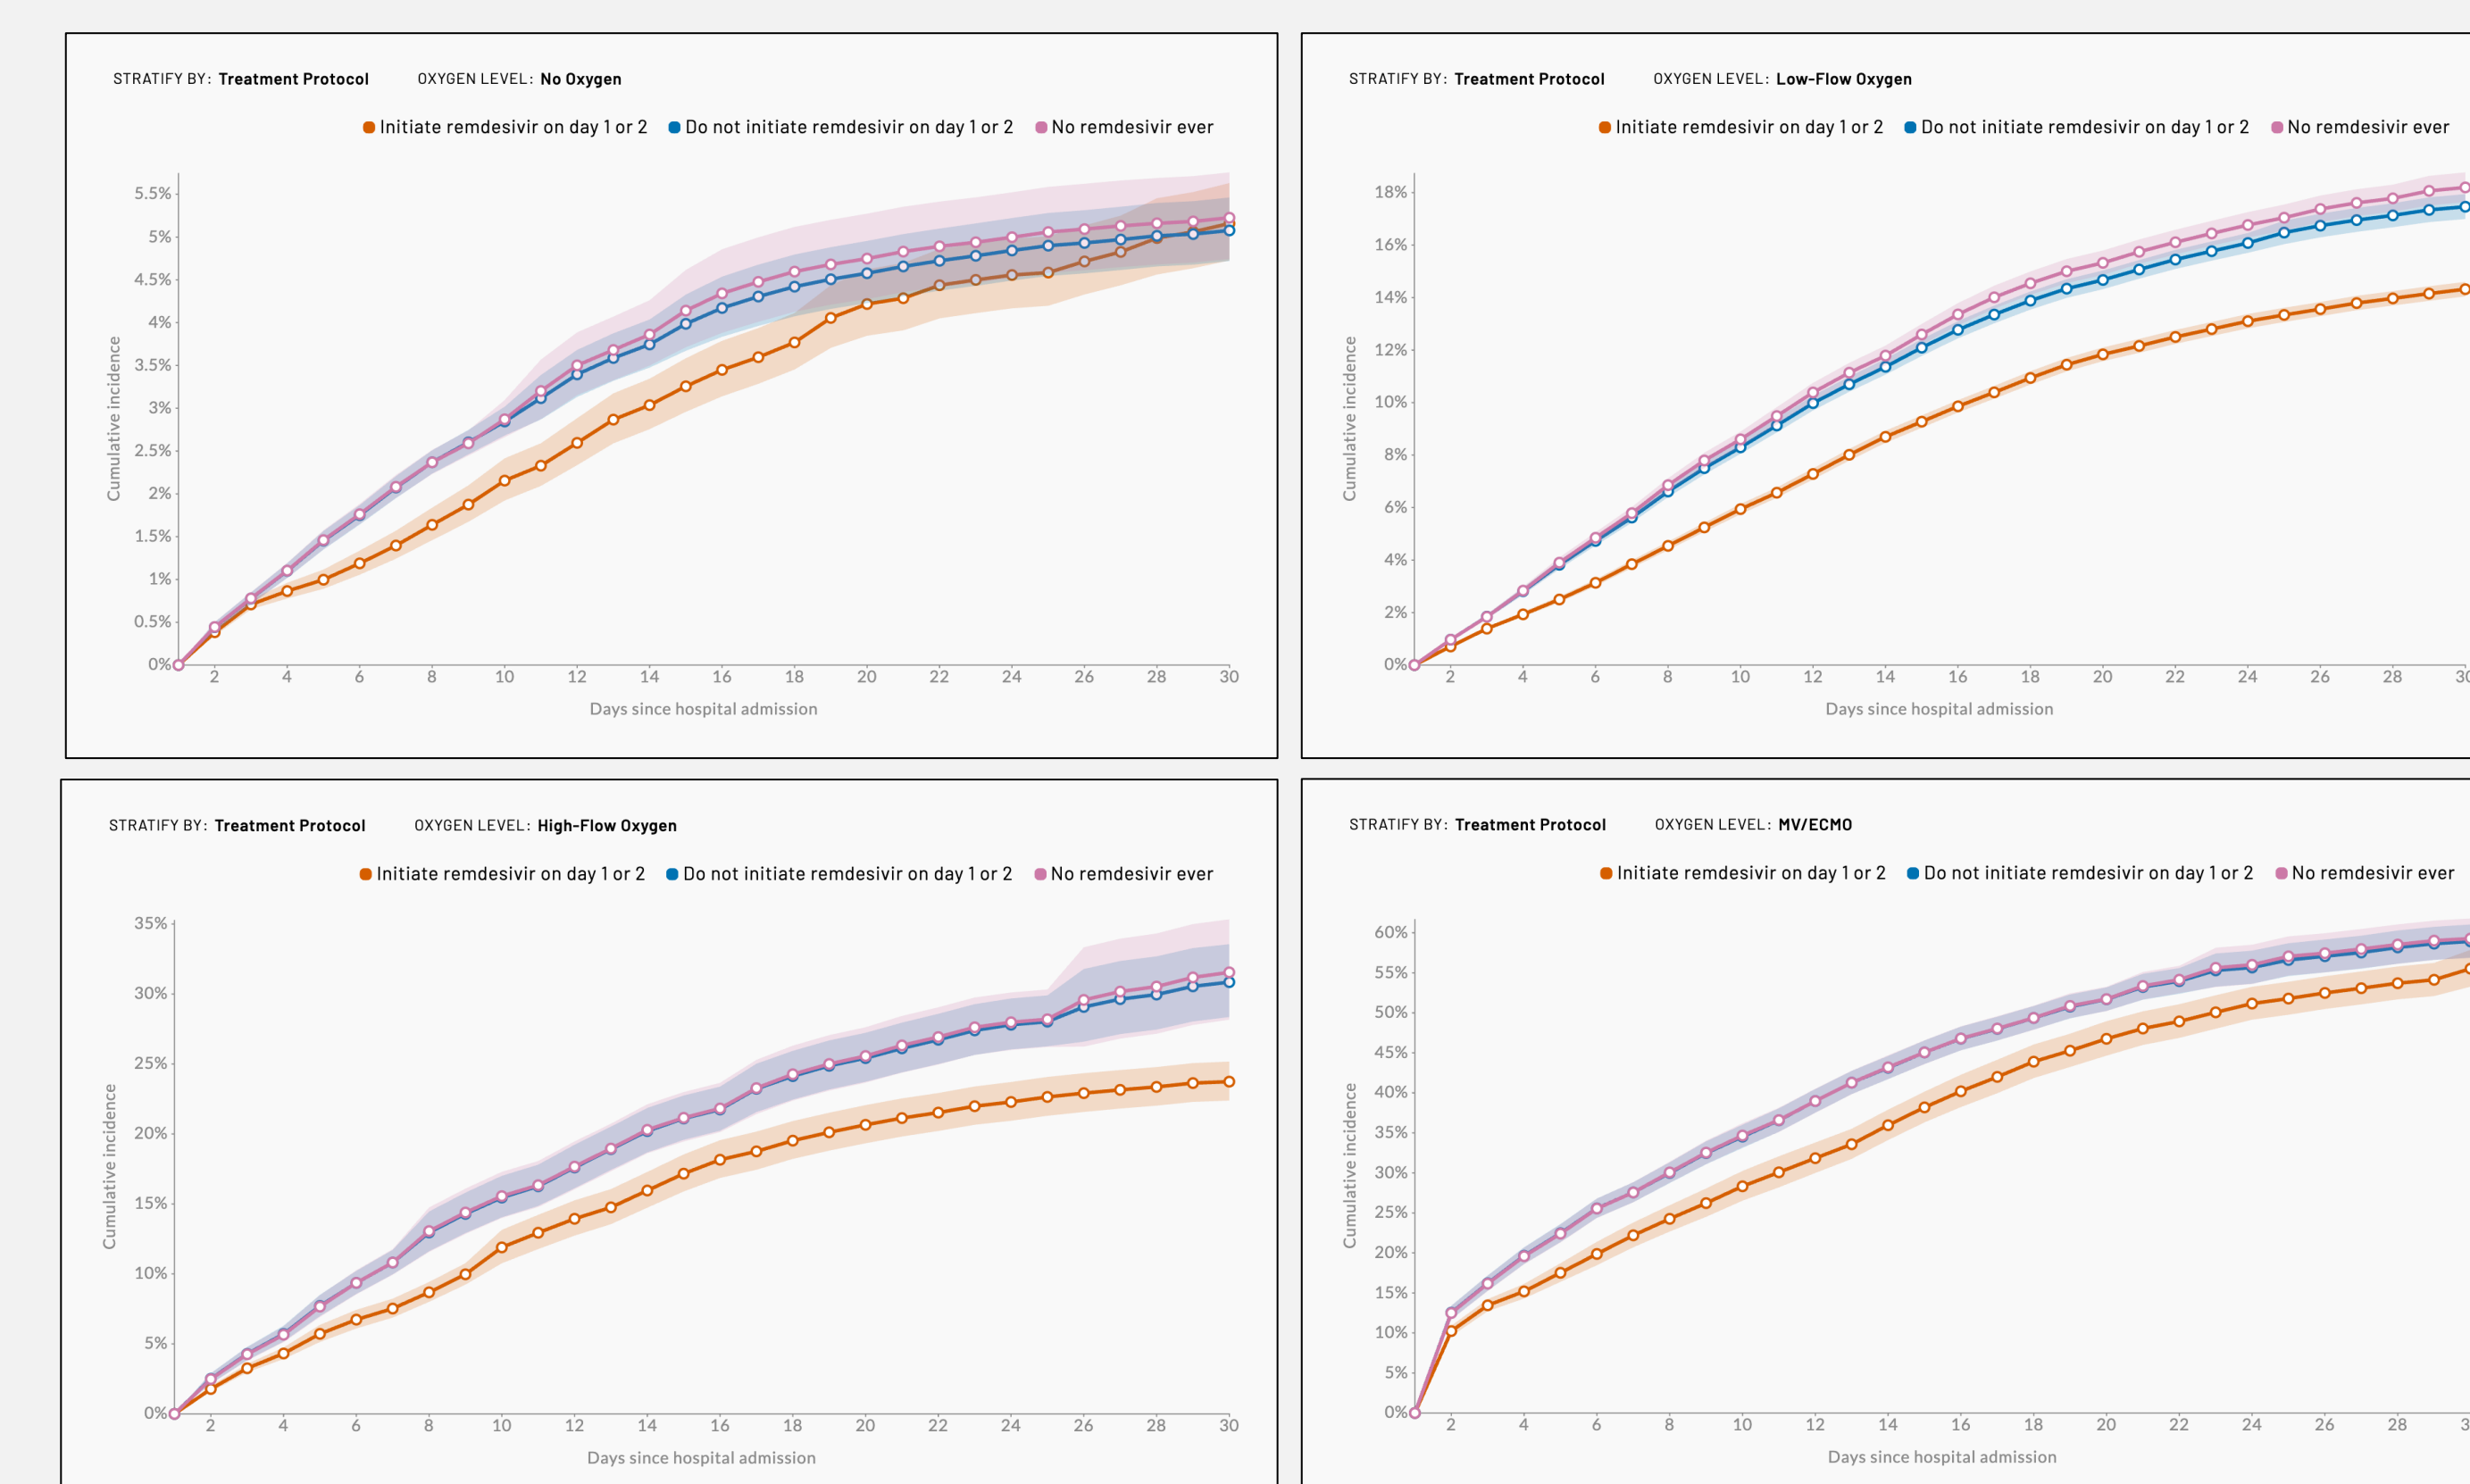 STRATIFY BY: Treatment Protocol OXYGEN LEVEL: No Oxygen
Initiate remdesivir on day 1 or 2 Do not initiate remdesivir on day 1 or 2 No remdesivir ever
5.5%
5%
4.5%
4%
3.5%
3%
2.5%
2%
1.5%
1%
0.5%
0%
Cumulative incidence
2 4 6 8 10 12 14 16 18 20 22 24 26 28 30
Days since hospital admission
STRATIFY BY: Treatment Protocol OXYGEN LEVEL: Low-Flow Oxygen
Initiate remdesivir on day 1 or 2 Do not initiate remdesivir on day 1 or 2 No remdesivir ever
18%
16%
14%
12%
10%
8%
6%
4%
2%
0%
Cumulative incidence
2 4 6 8 10 12 14 16 18 20 22 24 26 28
Days since hospital admission
STRATIFY BY: Treatment Protocol OXYGEN LEVEL: High-Flow Oxygen
Initiate remdesivir on day 1 or 2 Do not initiate remdesivir on day 1 or 2 No remdesivir ever
35%
30%
25%
20%
15%
10%
5%
0%
Cumulative incidence
2 4 6 8 10 12 14 16 18 20 22 24 26 28 30
Days since hospital admission
STRATIFY BY: Treatment Protocol OXYGEN LEVEL: MV/ECMO
Initiate remdesivir on day 1 or 2 Do not initiate remdesivir on day 1 or 2 No remdesivir ever
60%
55%
50%
45%
40%
35%
30%
25%
20%
15%
10%
5%
0%
Cumulative incidence
2 4 6 8 10 12 14 16 18 20 22 24 26 28
Days since hospital admission